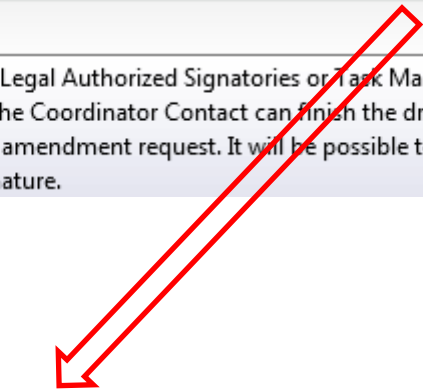 Legal Authorized Signatories or Task Ma
he Coordinator Contact can finish the dr
amendment request. It will be possible t
ature.